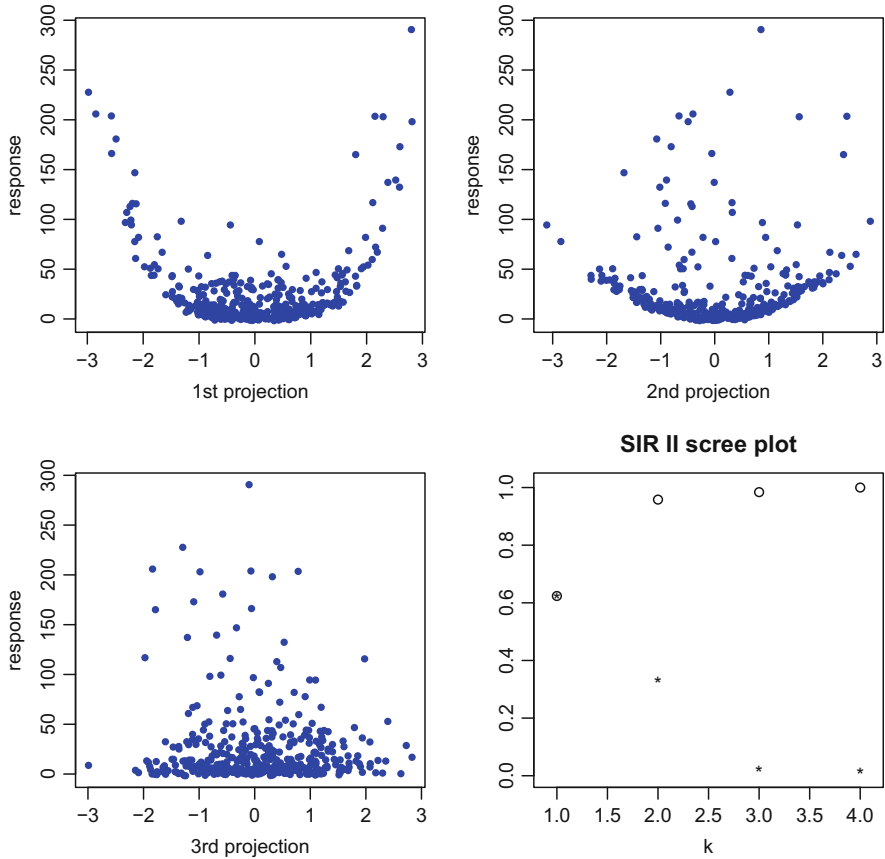 response
0 50 100 150 200 250 300
−3 −2 −1 0 1 2 3
1st projection
response
0 50 100 150 200 250 300
−3 −2 −1 0 1 2 3
2nd projection
response
0 50 100 150 200 250 300
−3 −2 −1 0 1 2 3
3rd projection
SIR II scree plot
0.0 0.2 0.4 0.6 0.8 1.0
1.0 1.5 2.0 2.5 3.0 3.5 4.0
k